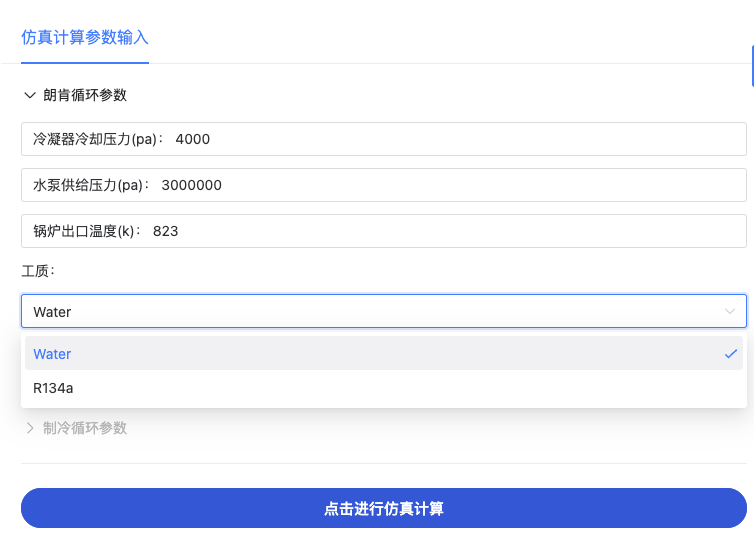 仿真计算参数输入
朗肯循环参数
冷凝器冷却压力(pa)： 4000
水泵供给压力(pa)： 3000000
锅炉出口温度(k)： 823
工质：
Water
Water
R134a
制冷循环参数
点击进行仿真计算